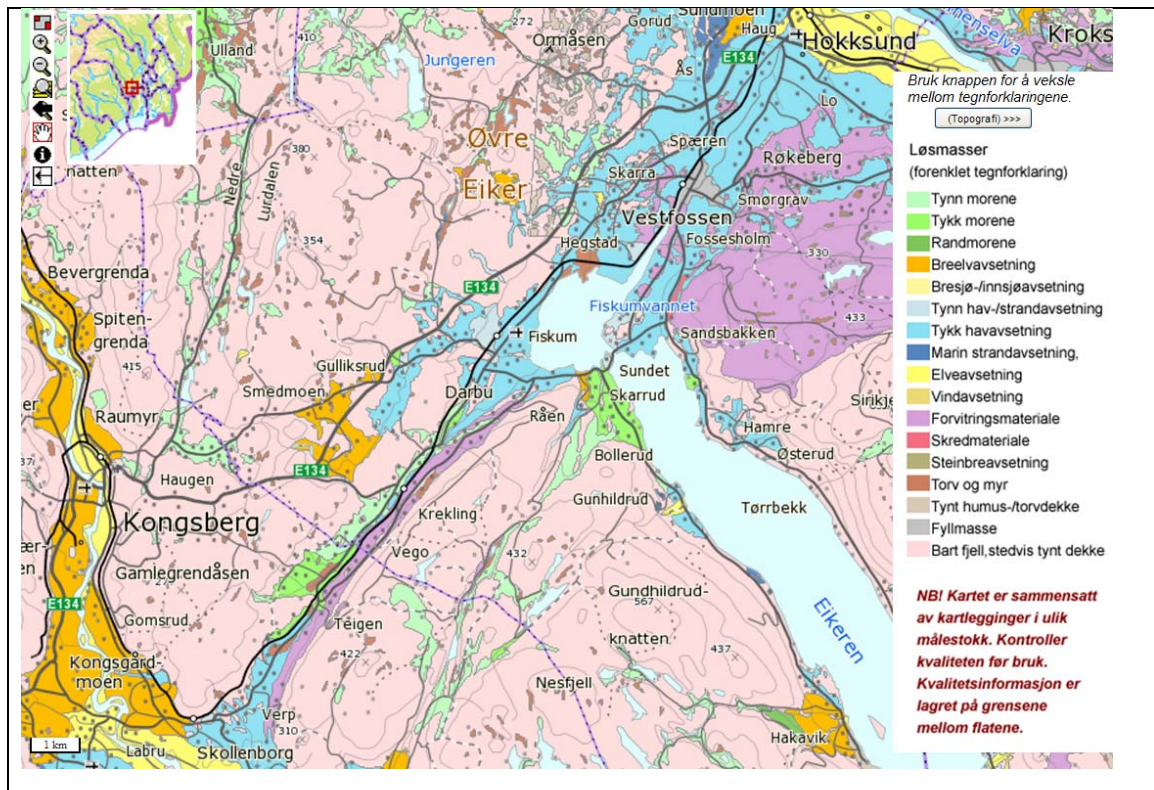 Ulland
410
Jungeren
272
Ormåsen
Gorud
Sundmoen
Haug
E134
Hokksund
Kroks
Ås
Lo
natten
Øvre
Eiker
380
Nedre
Lurdalen
354
Spæren
Skarra
Røkeberg
Vestfossen
Smørgrav
Hegstad
Fossesholm
330
Bevergrenda
E134
Fiskumvannet
433
Spiten-
grenda
415
Fiskum
Sandsbakken
Gulliksrud
Smedmoen
Darbu
Sundet
Skarrud
Råen
Raumyr
Hamre
Bollerud
Østerud
Haugen
E134
Gunhildrud
Tørrbekk
Kongsberg
Krekling
Vego
432
Gamlegrendåsen
Gundhildrud-
567
knatten
E134
Gomsrud
Teigen
422
437
Eikeren
Kongsgård-
moen
Nesfjell
Verp
310
Hakavik
1 km
Labru
Skollenborg
Bruk knappen for å veksle
mellom tegnforklaringene.
(Topografi) >>>
Løsmasser
(forenklet tegnforklaring)
Tynn morene
Tykk morene
Randmorene
Breelvavsetning
Bresjø-/innsjøavsetning
Tynn hav-/strandavsetning
Tykk havavsetning
Marin strandavsetning,
Elveavsetning
Vindavsetning
Forvitringsmateriale
Skredmateriale
Steinbreavsetning
Torv og myr
Tynt humus-/torvdekke
Fyllmasse
Bart fjell,stedvis tynt dekke
NB! Kartet er sammensatt
av kartlegginger i ulik
målestokk. Kontroller
kvaliteten før bruk.
Kvalitetsinformasjon er
lagret på grensene
mellom flatene.